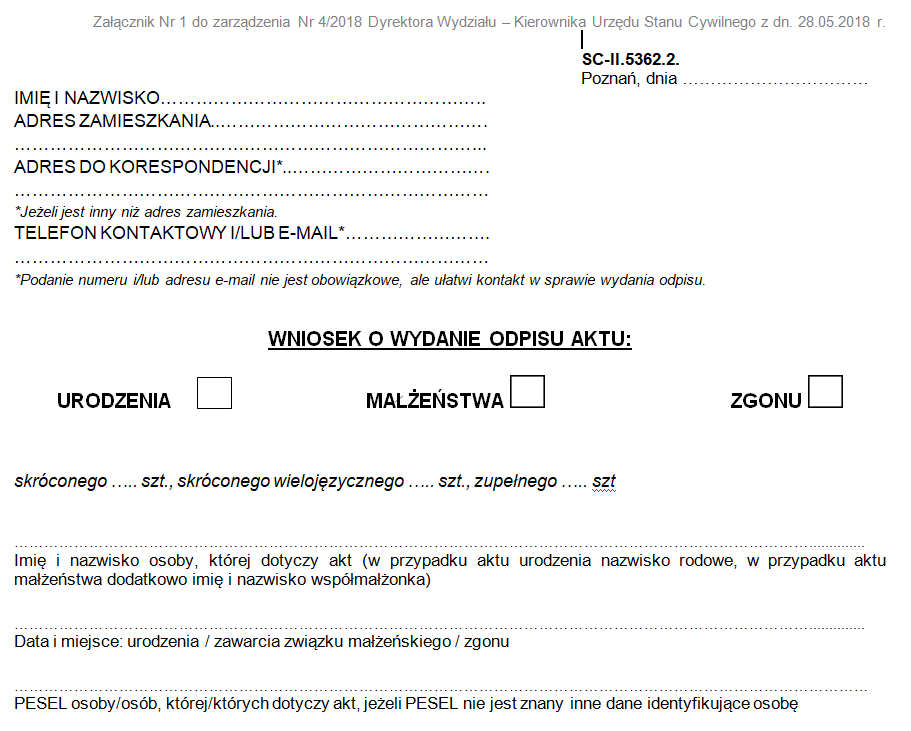 Załącznik Nr 1 do zarządzenia Nr 4/2018 Dyrektora Wydziału – Kierownika Urzędu Stanu Cywilnego z dn. 28.05.2018 r.
SC-II.5362.2.
Poznań, dnia ……………………………
IMIĘ I NAZWISKO………………………………………………..
ADRES ZAMIESZKANIA..……………………………………….
……………………………………………………………………...
ADRES DO KORESPONDENCJI*..…………………………….
………………………………………………………………………
*Jeżeli jest inny niż adres zamieszkania.
TELEFON KONTAKTOWY I/LUB E-MAIL*…………………….
………………………………………………………………………
*Podanie numeru i/lub adresu e-mail nie jest obowiązkowe, ale ułatwi kontakt w sprawie wydania odpisu.
WNIOSEK O WYDANIE ODPISU AKTU:
URODZENIA MAŁŻEŃSTWA ZGONU
skróconego ….. szt., skróconego wielojęzycznego ….. szt., zupełnego ….. szt
……………………………………………………………………………………………………………………………............
Imię i nazwisko osoby, której dotyczy akt (w przypadku aktu urodzenia nazwisko rodowe, w przypadku aktu
małżeństwa dodatkowo imię i nazwisko współmałżonka)
……………………………………………………………………………………………………………………………............
Data i miejsce: urodzenia / zawarcia związku małżeńskiego / zgonu
………………………………………………………………………………………………………………………………………
PESEL osoby/osób, której/których dotyczy akt, jeżeli PESEL nie jest znany inne dane identyfikujące osobę